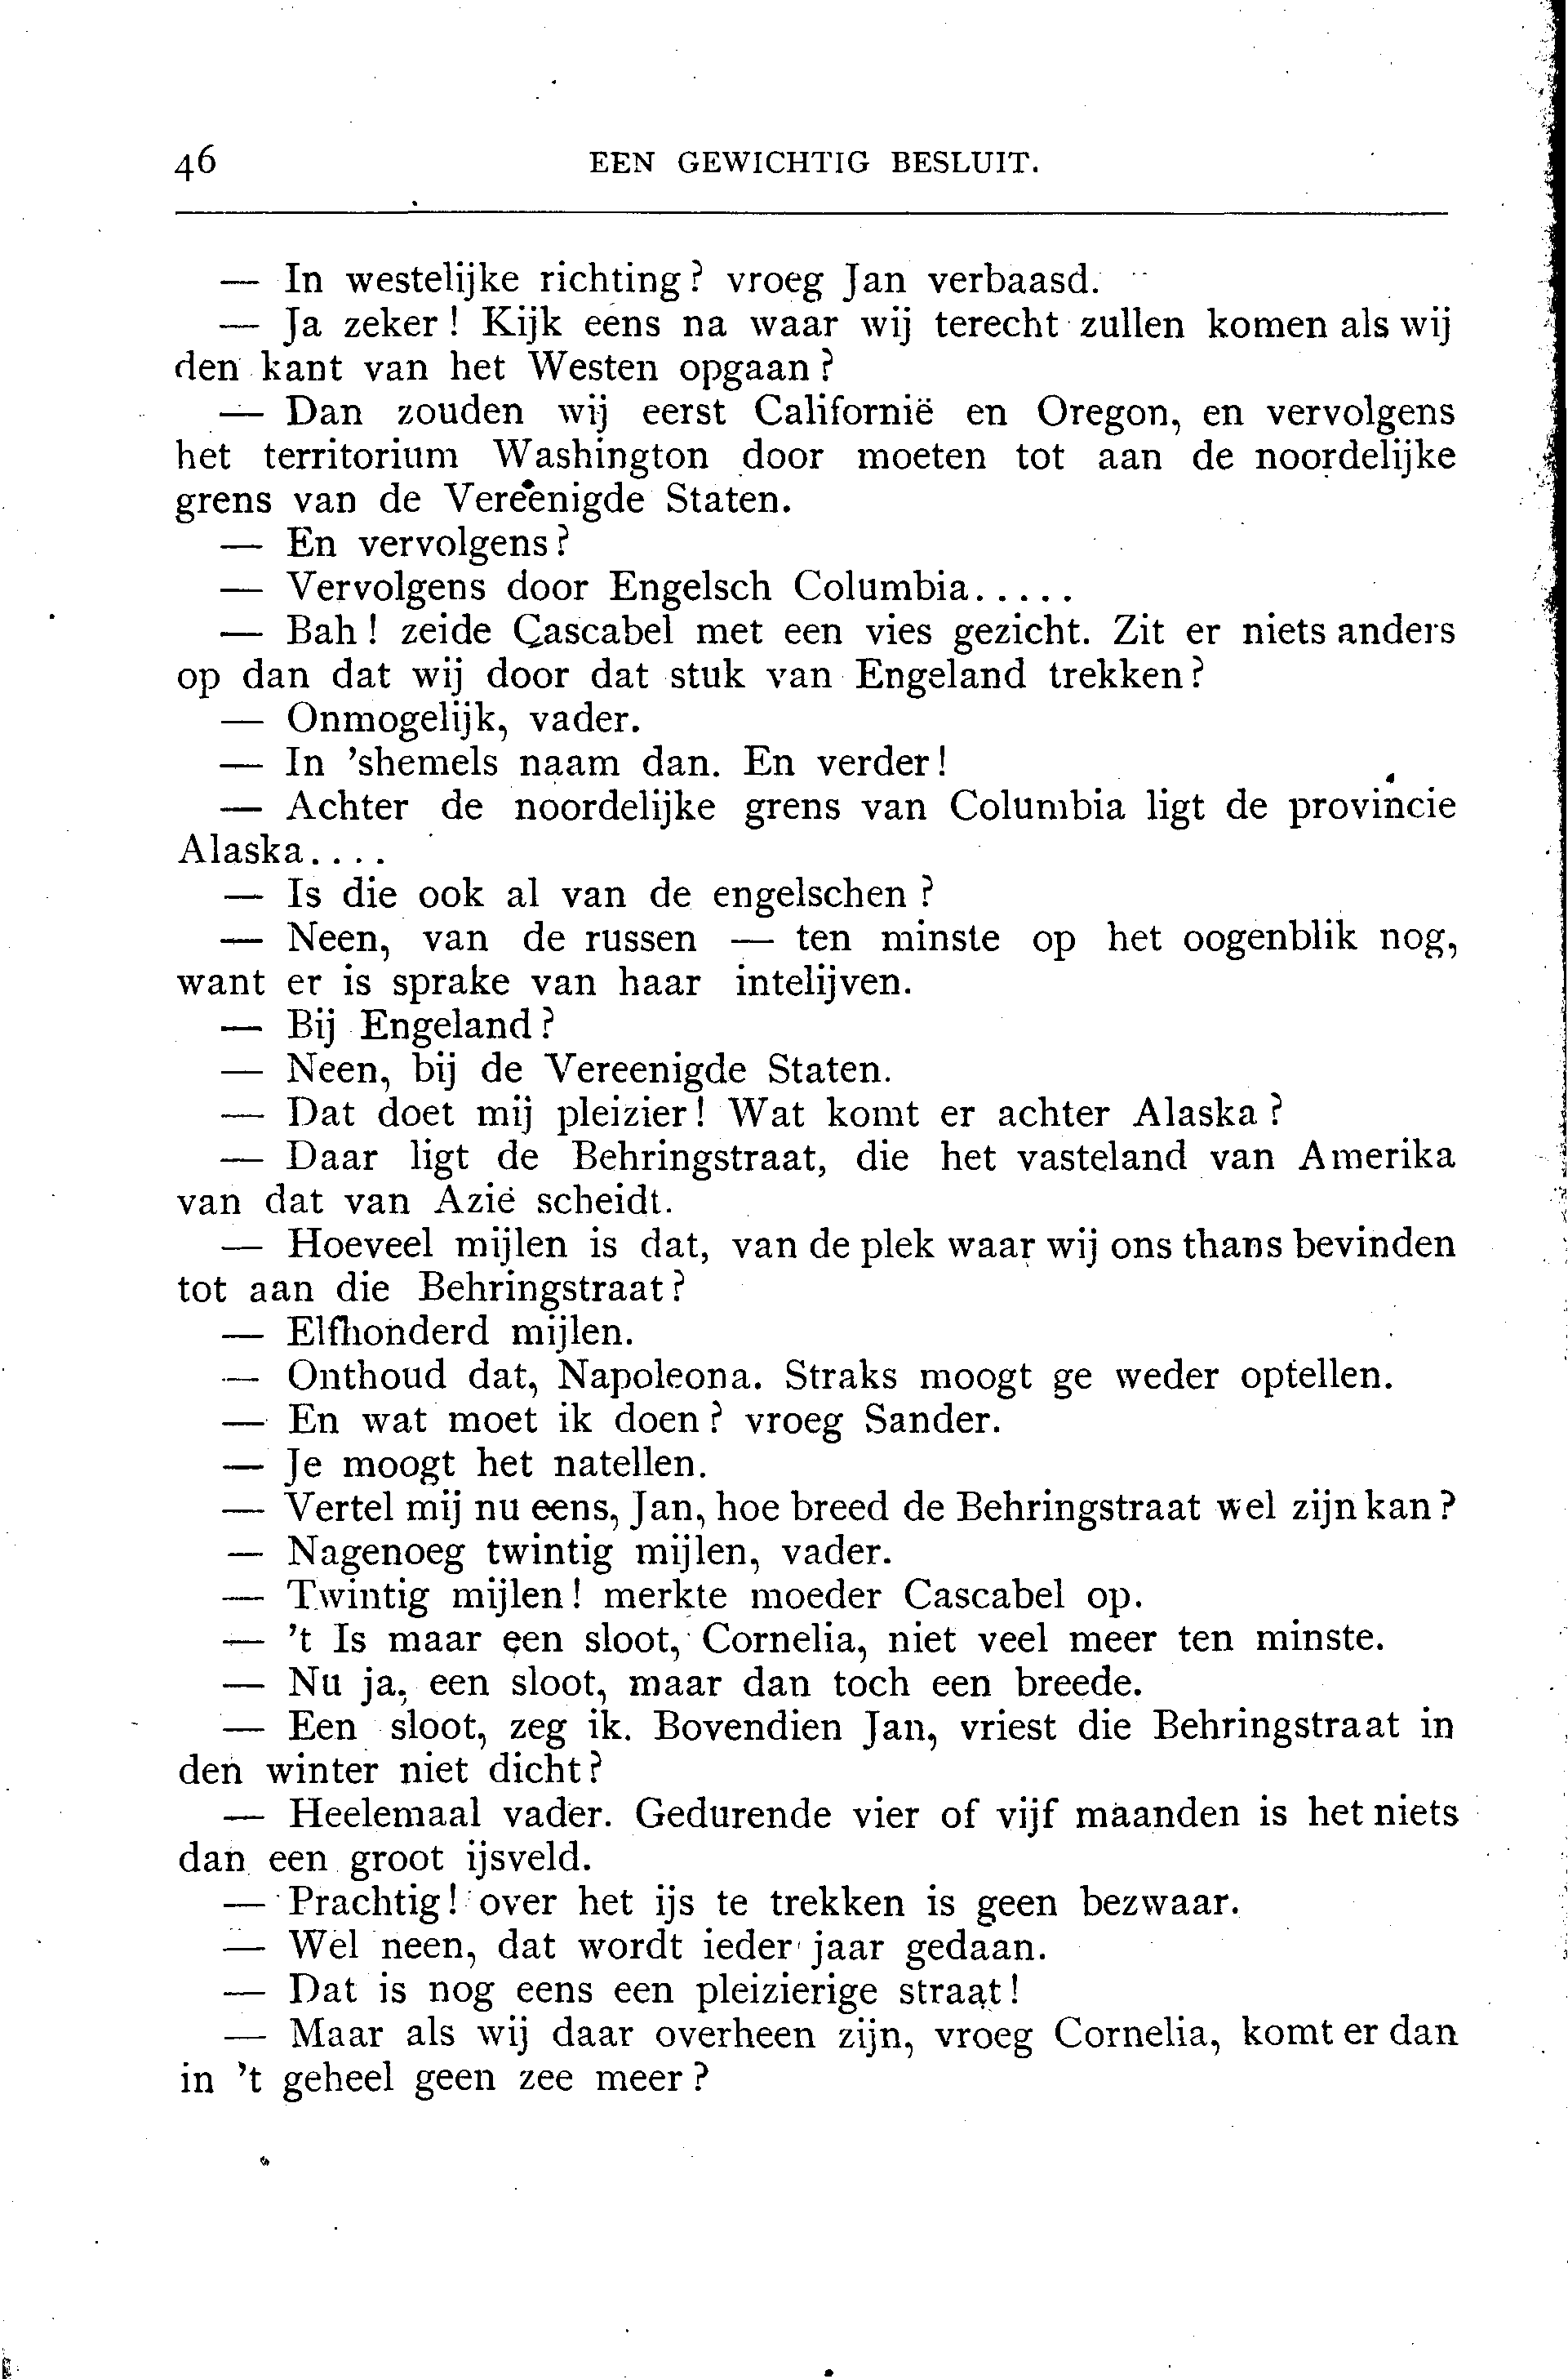 46
EEN GEWICHTIG BESLUIT.
— In westelijke richting? vroeg Jan verbaasd.
— Ja zeker! Kijk eens na waar wij terecht zullen komen als wij
den kant van het Westen opgaan?
— Dan zouden wij eerst Californië en Oregon, en vervolgens
het territorium Washington door moeten tot aan de noordelijke
grens van de Vereenigde Staten.
— En vervolgens?
— Vervolgens door Engelsch Columbia.....
— Bah! zeide Cascabel met een vies gezicht. Zit er niets anders
op dan dat wij door dat stuk van Engeland trekken?
— Onmogelijk, vader.
— In 'shemels naam dan. En verder!
— Achter de noordelijke grens van Columbia ligt de provincie
Alaska....
— Is die ook al van de engelschen?
— Neen, van de russen — ten minste op het oogenblik nog,
want er is sprake van haar intelijven.
— Bij Engeland?
— Neen, bij de Vereenigde Staten.
— Dat doet mij pleizier! Wat komt er achter Alaska?
— Daar ligt de Behringstraat, die het vasteland van Amerika
van dat van Azië scheidt.
— Hoeveel mijlen is dat, van de plek waar wij ons thans bevinden
tot aan die Behringstraat?
— Elfhonderd mijlen.
— Onthoud dat, Napoleona. Straks moogt ge weder optellen.
— En wat moet ik doen? vroeg Sander.
— Je moogt het natellen.
— Vertel mij nu eens, Jan, hoe breed de Behringstraat wel zijn kan?
— Nagenoeg twintig mijlen, vader.
— Twintig mijlen! merkte moeder Cascabel op.
— 't Is maar een sloot, Cornelia, niet veel meer ten minste.
— Nu ja, een sloot, maar dan toch een breede.
— Een sloot, zeg ik. Bovendien Jan, vriest die Behringstraat in
den winter niet dicht?
— Heelemaal vader. Gedurende vier of vijf maanden is het niets
dan een groot ijsveld.
— Prachtig! over het ijs te trekken is geen bezwaar.
— Wel neen, dat wordt ieder jaar gedaan.
— Dat is nog eens een pleizierige straat!
— Maar als wij daar overheen zijn, vroeg Cornelia, komt er dan
in 't geheel geen zee meer?